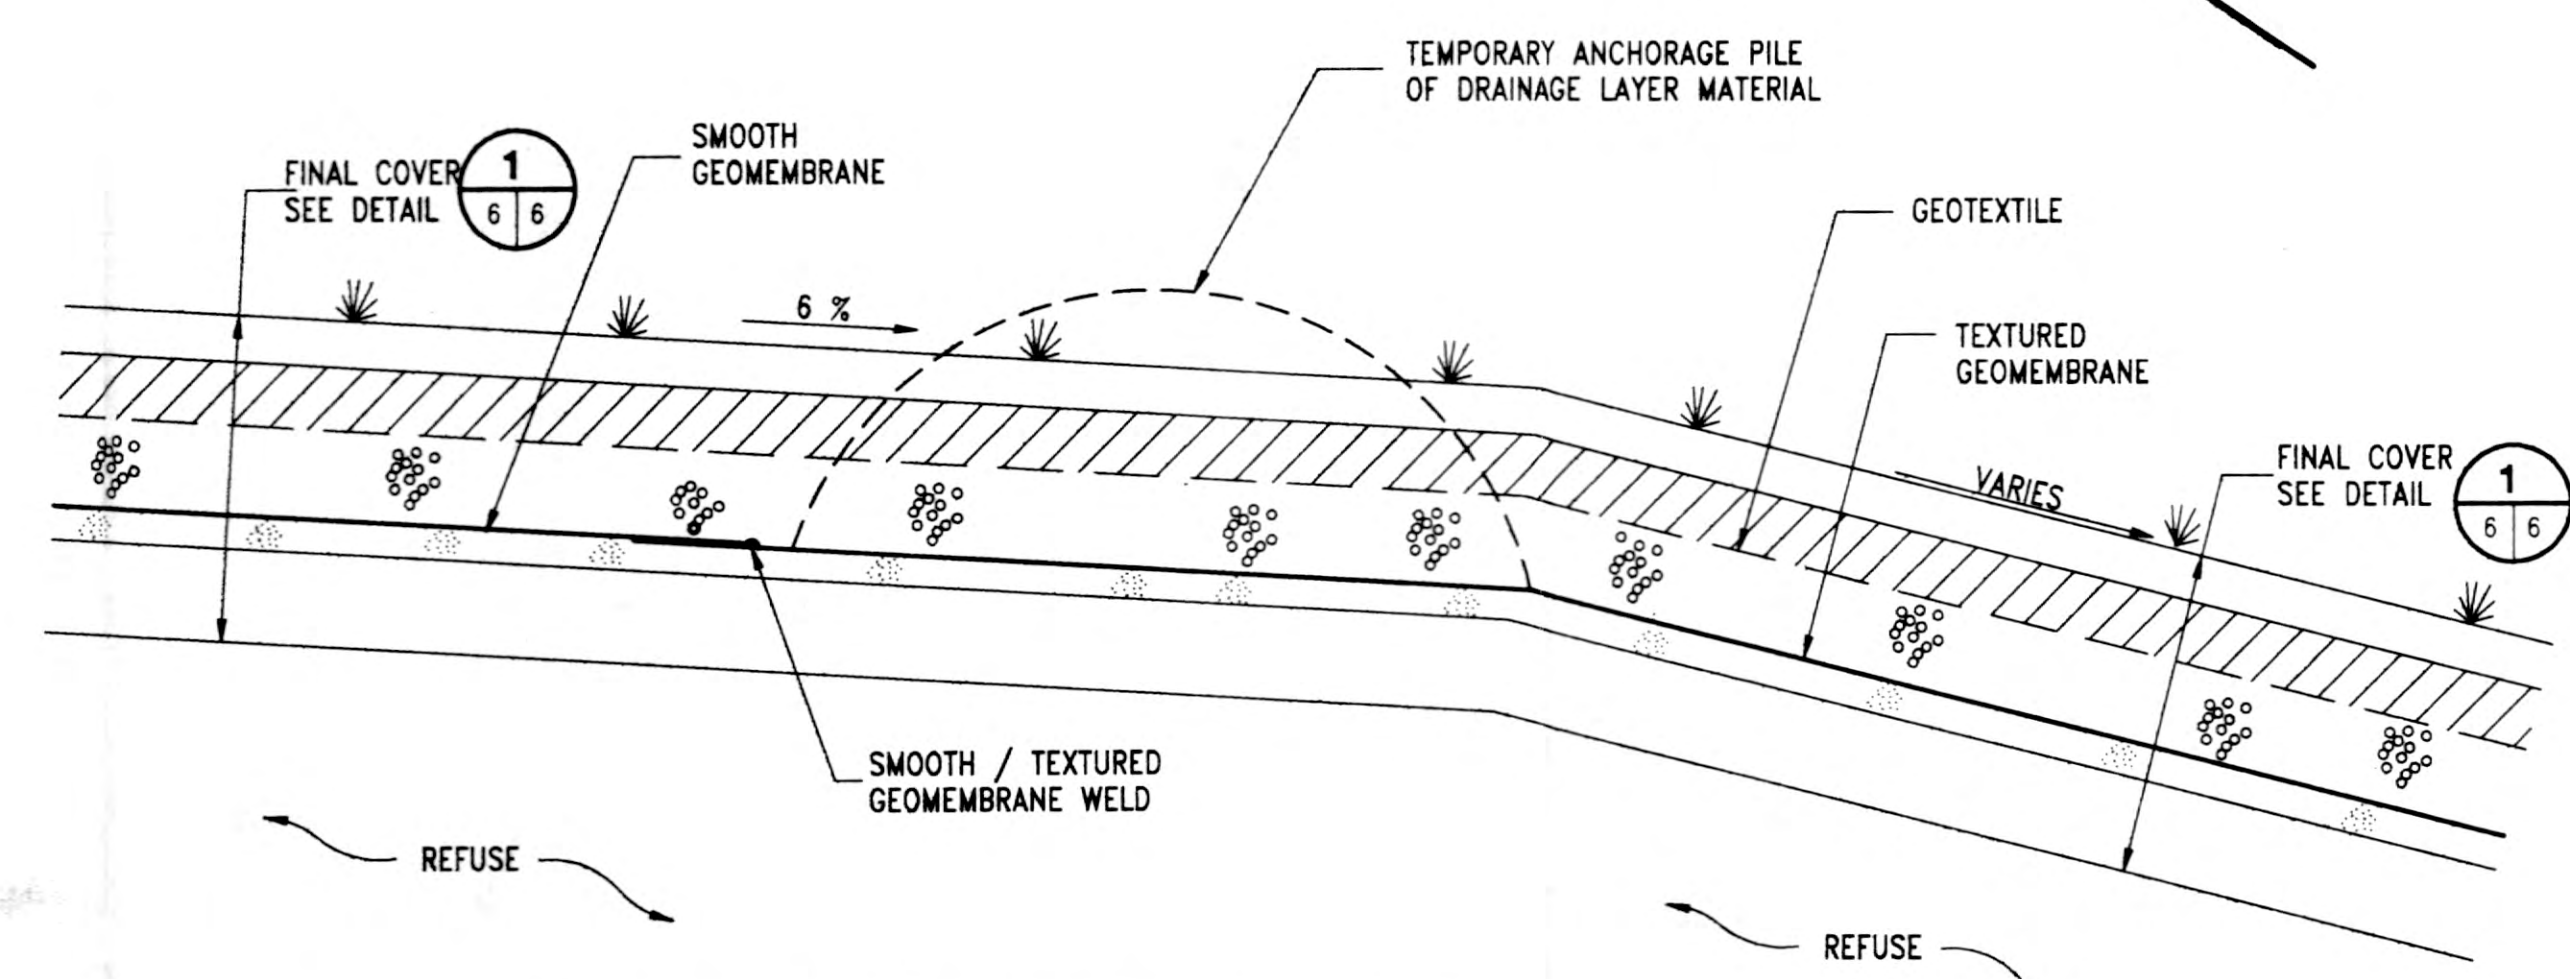 TEMPORARY ANCHORAGE PILE
OF DRAINAGE LAYER MATERIAL
SMOOTH
GEOMEMBRANE
FINAL COVER
SEE DETAIL
1
6 6
GEOTEXTILE
6 %
TEXTURED
GEOMEMBRANE
VARIES
FINAL COVER
SEE DETAIL
1
6 6
SMOOTH / TEXTURED
GEOMEMBRANE WELD
REFUSE
REFUSE